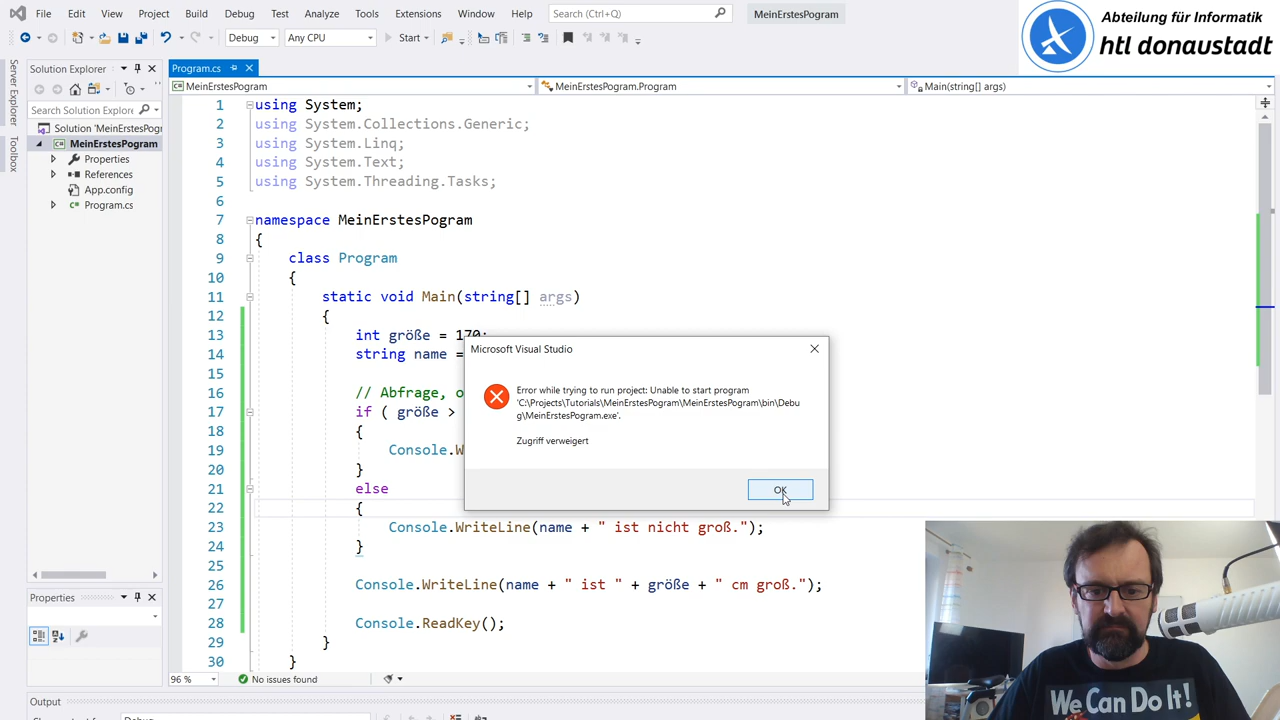 File Edit View Project Build Debug Test Analyze Tools Extensions Window Help Search (Ctrl+Q) MeinErstesPogram
Debug Any CPU Start
Abteilung für Informatik
htl donaustadt
Server Explorer
Toolbox
Solution Explorer
Search Solution Explore
Solution 'MeinErstesPogr
MeinErstesPogram
Properties
References
App.config
Program.cs
Properties
Program.cs
MeinErstesPogram MeinErstesPogram.Program Main(string[] args)
1 using System;
2 using System.Collections.Generic;
3 using System.Linq;
4 using System.Text;
5 using System.Threading.Tasks;
6
7 namespace MeinErstesPogram
8 {
9 class Program
10 {
11 static void Main(string[] args)
12 {
13 int größe = 170;
14 string name =
15
16 // Abfrage, o
17 if ( größe >
18 {
19 Console.W
20 }
21 else
22 {
23 Console.WriteLine(name + " ist nicht groß.");
24 }
25
26 Console.WriteLine(name + " ist " + größe + " cm groß.");
27
28 Console.ReadKey();
29 }
30 }
Microsoft Visual Studio
Error while trying to run project: Unable to start program
'C:\Projects\Tutorials\MeinErstesPogram\MeinErstesPogram\bin\Debu
g\MeinErstesPogram.exe'.
Zugriff verweigert
OK
96 % No issues found
Output
We Can Do It!